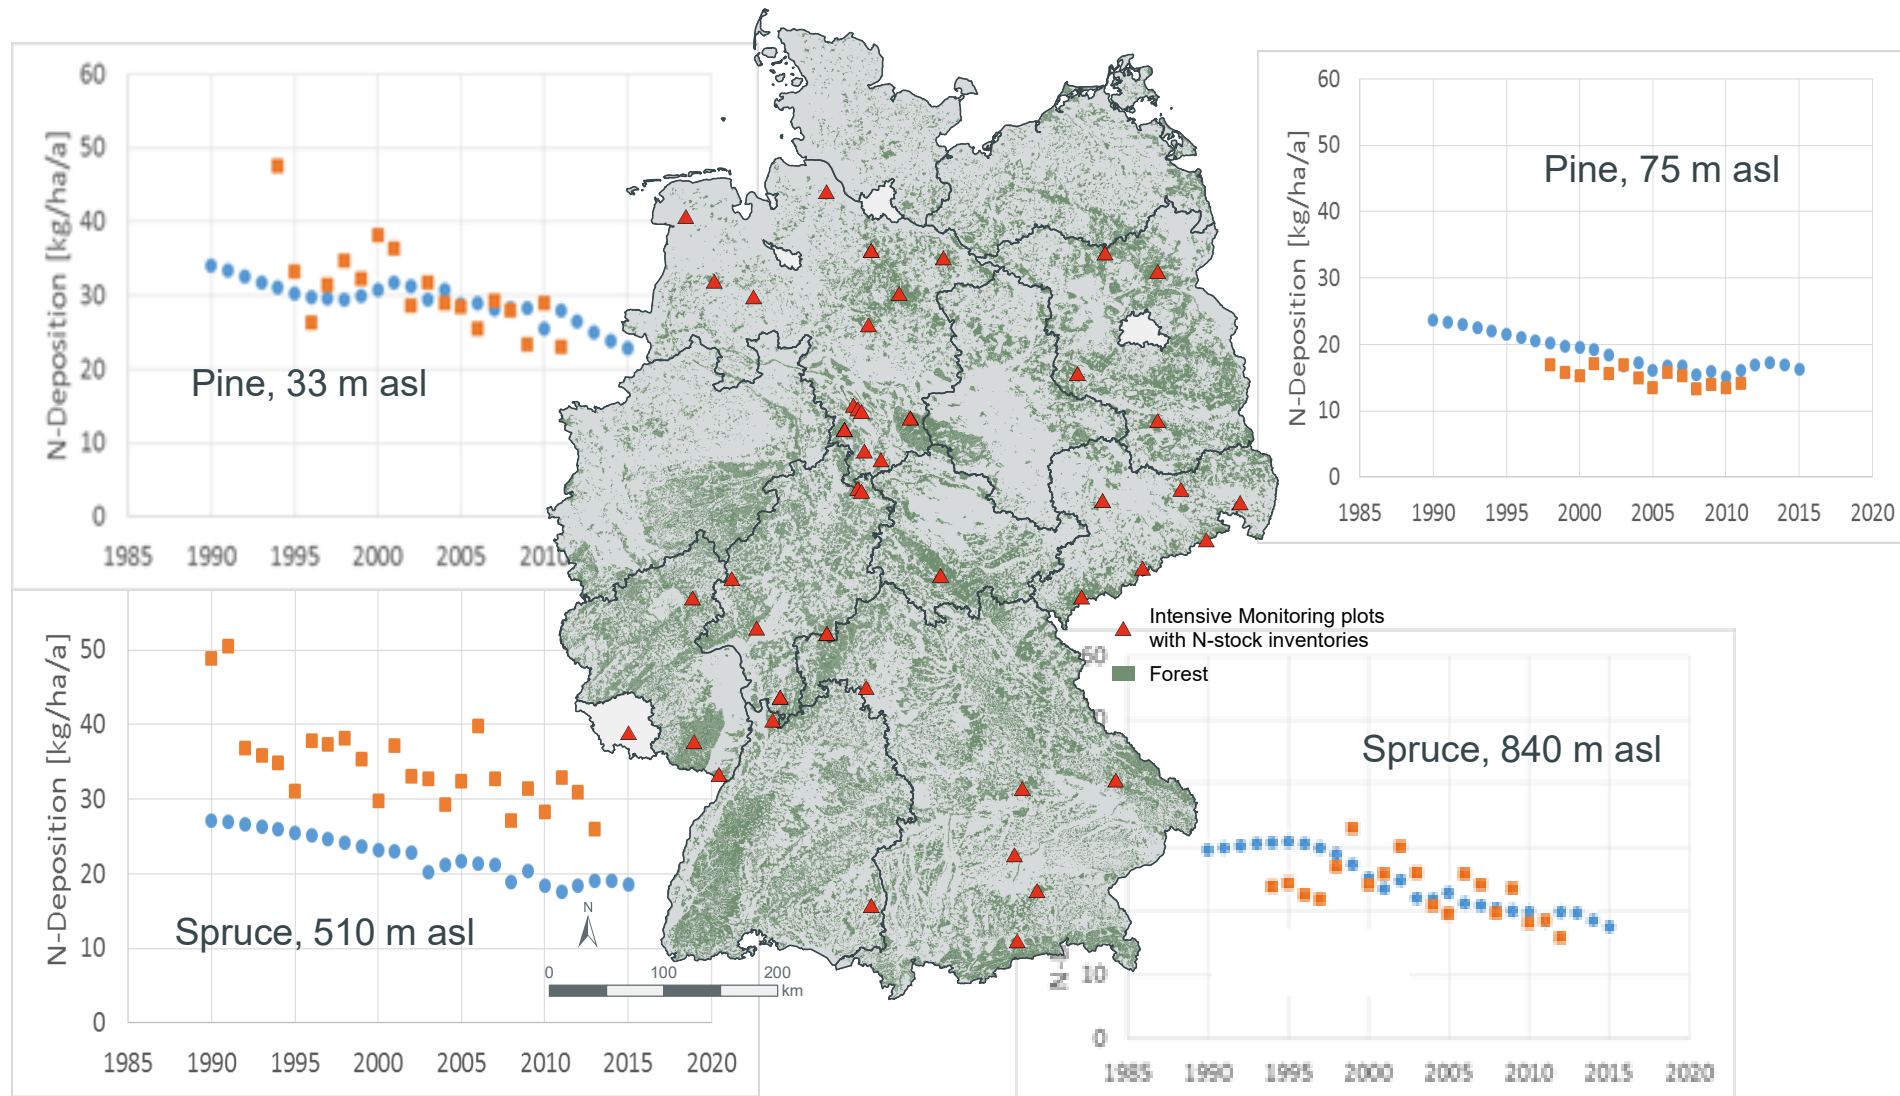 60
50
40
30
20
10
0
N-Deposition [kg/ha/a]
Pine, 33 m asl
1985 1990 1995 2000 2005 2010
60
50
40
30
20
10
0
N-Deposition [kg/ha/a]
Pine, 75 m asl
1985 1990 1995 2000 2005 2010 2015 2020
50
40
30
20
10
0
N-Deposition [kg/ha/a]
Spruce, 510 m asl
1985 1990 1995 2000 2005 2010 2015 2020
N
0 100 200
km
Intensive Monitoring plots
with N-stock inventories
Forest
60
0
10
0
N-
Spruce, 840 m asl
1985 1990 1995 2000 2005 2010 2015 2020